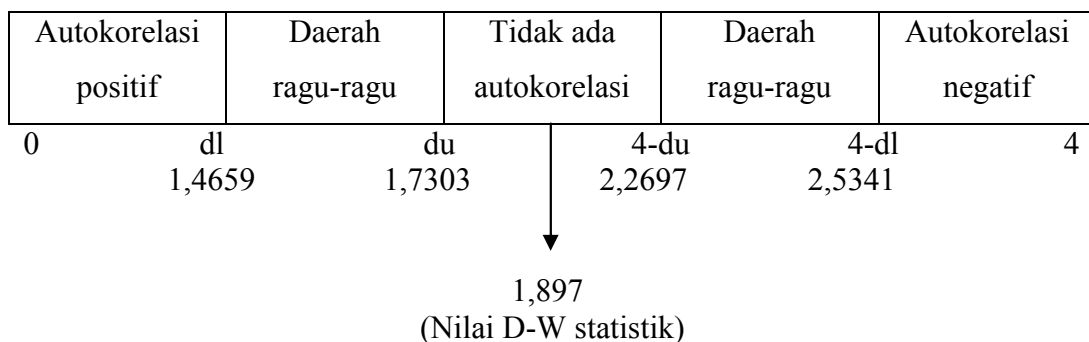 Autokorelasi positif
Daerah ragu-ragu
Tidak ada autokorelasi
Daerah ragu-ragu
Autokorelasi negatif
0 dl du 4-du 4-dl 4
1,4659 1,7303 2,2697 2,5341
1,897
(Nilai D-W statistik)